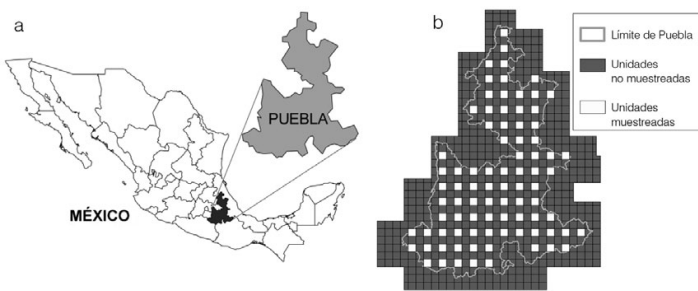 a
PUEBLA
MÉXICO
b
Límite de Puebla
Unidades
no muestreadas
Unidades
muestreadas